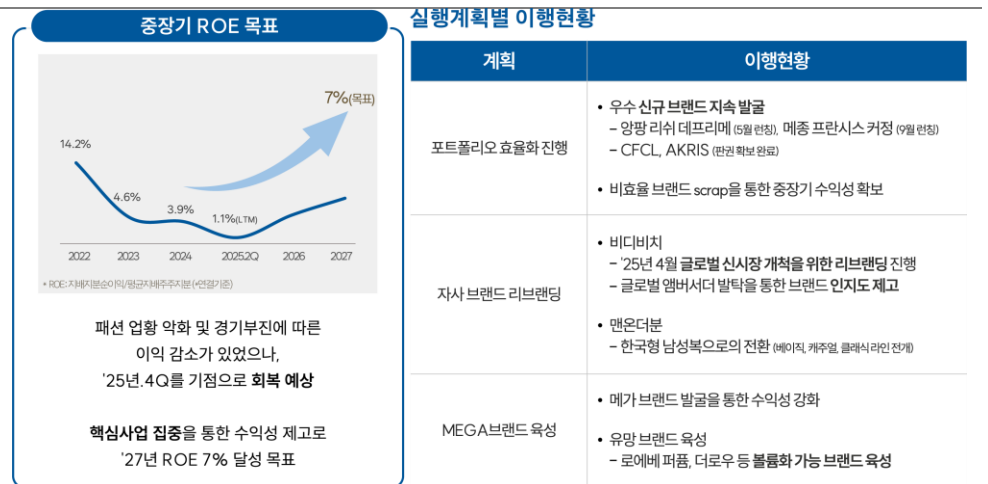 중장기 ROE 목표
7%(목표)
14.2%
4.6%
3.9%
1.1%(LTM)
2022 2023 2024 2025.2Q 2026 2027
* ROE: 지배지분순이익/평균지배주주지분 (*연결기준)
패션 업황 악화 및 경기부진에 따른
이익 감소가 있었으나,
'25년.4Q를 기점으로 회복 예상
핵심사업 집중을 통한 수익성 제고로
'27년 ROE 7% 달성 목표
실행계획별 이행현황
계획 이행현황
포트폴리오 효율화 진행
• 우수 신규 브랜드 지속 발굴
– 앙팡 리쉬 데프리메 (5월 런칭), 메종 프란시스 커정 (9월 런칭)
– CFCL, AKRIS (판권 확보 완료)
• 비효율 브랜드 scrap을 통한 중장기 수익성 확보
자사 브랜드 리브랜딩
• 비디비치
– '25년 4월 글로벌 신시장 개척을 위한 리브랜딩 진행
– 글로벌 앰버서더 발탁을 통한 브랜드 인지도 제고
• 맨온더분
– 한국형 남성복으로의 전환 (베이직, 캐주얼, 클래식 라인 전개)
MEGA브랜드 육성
• 메가 브랜드 발굴을 통한 수익성 강화
• 유망 브랜드 육성
– 로에베 퍼퓸, 더로우 등 볼륨화 가능 브랜드 육성